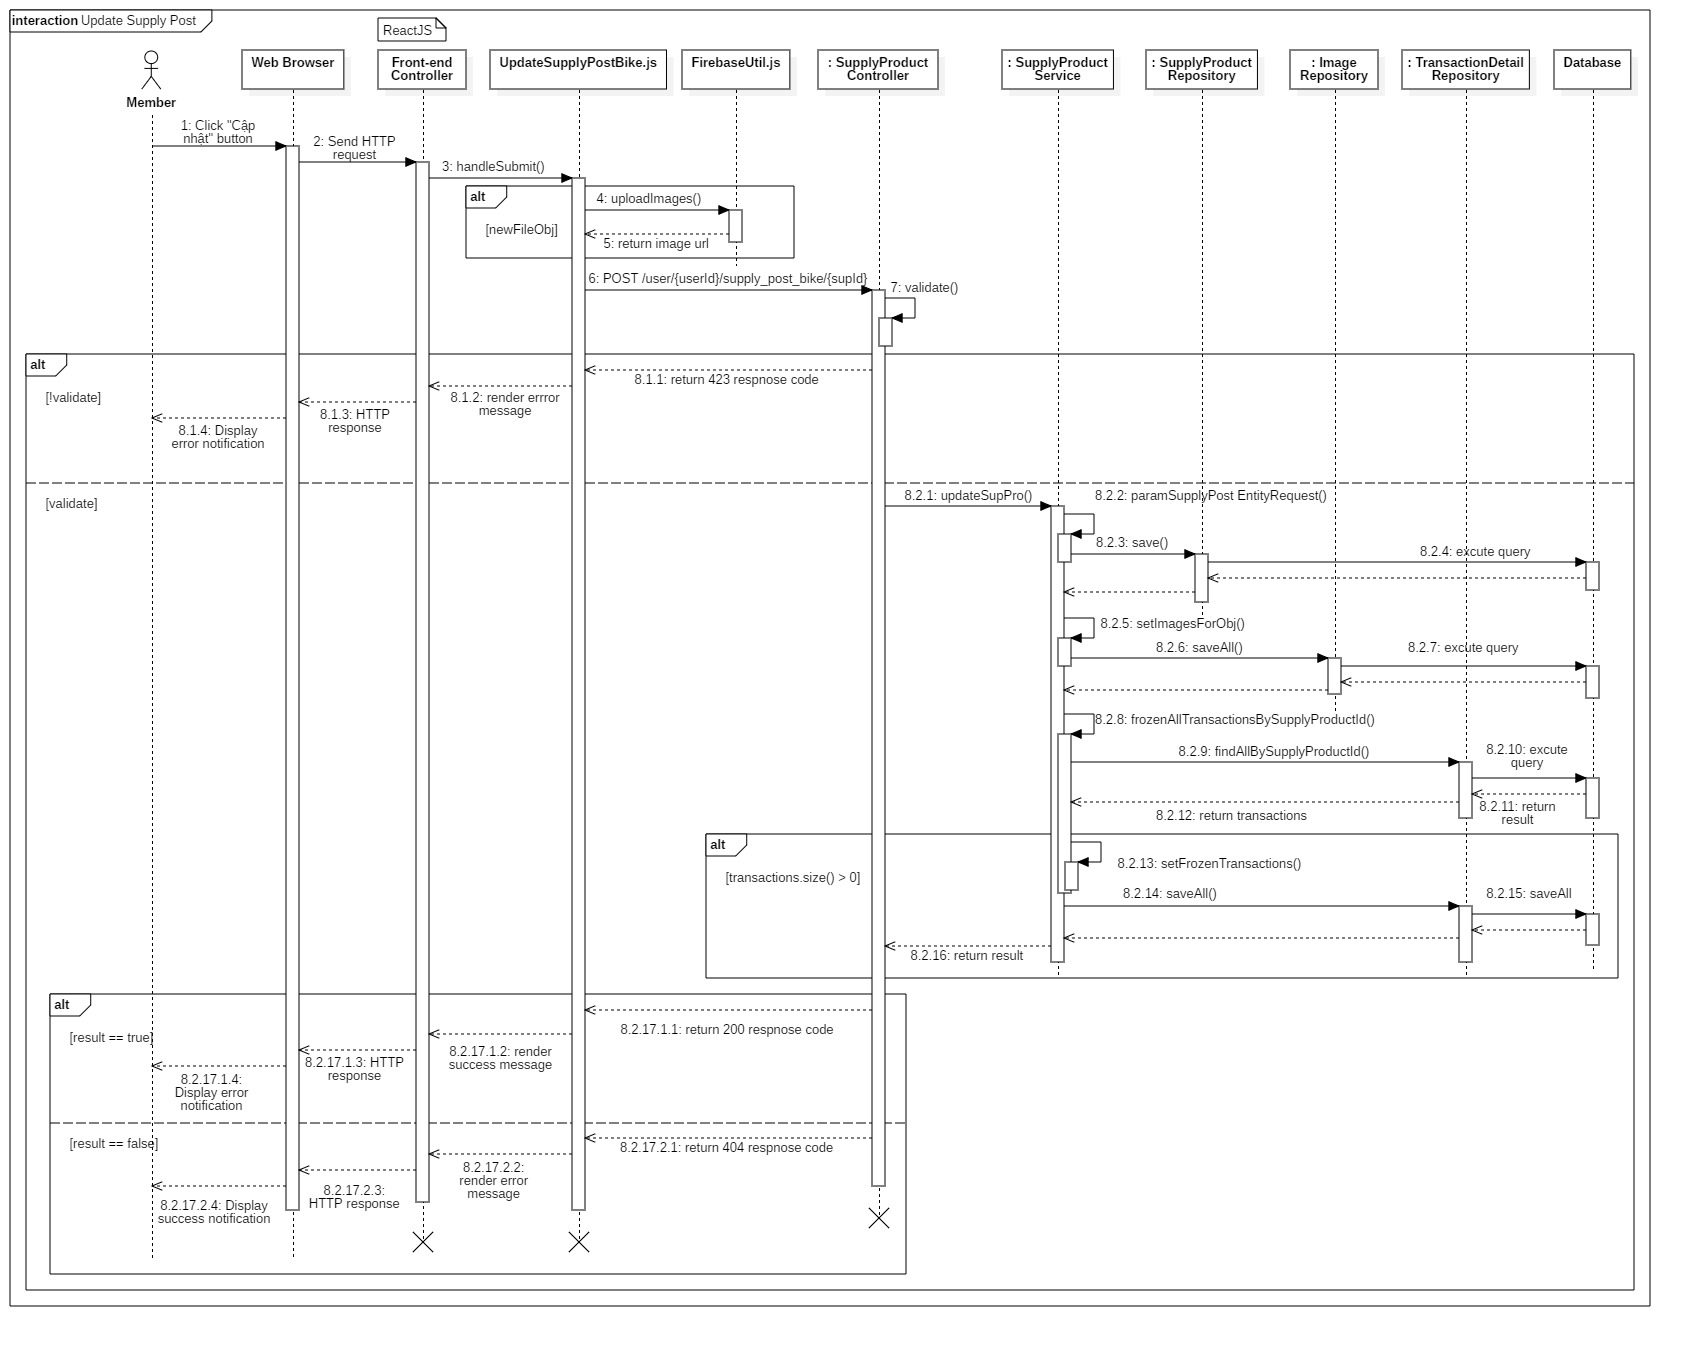 interaction Update Supply Post
ReactJS
Member
Web Browser
Front-end
Controller
UpdateSupplyPostBike.js
FirebaseUtil.js
: SupplyProduct
Controller
: SupplyProduct
Service
: SupplyProduct
Repository
: Image
Repository
: TransactionDetail
Repository
Database
1: Click "Cập
nhật" button
2: Send HTTP
request
3: handleSubmit()
alt
[newFileObj]
4: uploadImages()
5: return image url
6: POST /user/{userId}/supply_post_bike/{supId}
7: validate()
alt
[!validate]
8.1.1: return 423 respnose code
8.1.2: render errror
message
8.1.3: HTTP
response
8.1.4: Display
error notification
[validate]
8.2.1: updateSupPro()
8.2.2: paramSupplyPost EntityRequest()
8.2.3: save()
8.2.4: excute query
8.2.5: setImagesForObj()
8.2.6: saveAll()
8.2.7: excute query
8.2.8: frozenAllTransactionsBySupplyProductId()
8.2.9: findAllBySupplyProductId()
8.2.10: excute
query
8.2.11: return
result
8.2.12: return transactions
alt
[transactions.size() > 0]
8.2.13: setFrozenTransactions()
8.2.14: saveAll()
8.2.15: saveAll
8.2.16: return result
alt
[result == true]
8.2.17.1.1: return 200 respnose code
8.2.17.1.2: render
success message
8.2.17.1.3: HTTP
response
8.2.17.1.4:
Display error
notification
[result == false]
8.2.17.2.1: return 404 respnose code
8.2.17.2.2:
render error
message
8.2.17.2.3:
HTTP response
8.2.17.2.4: Display
success notification